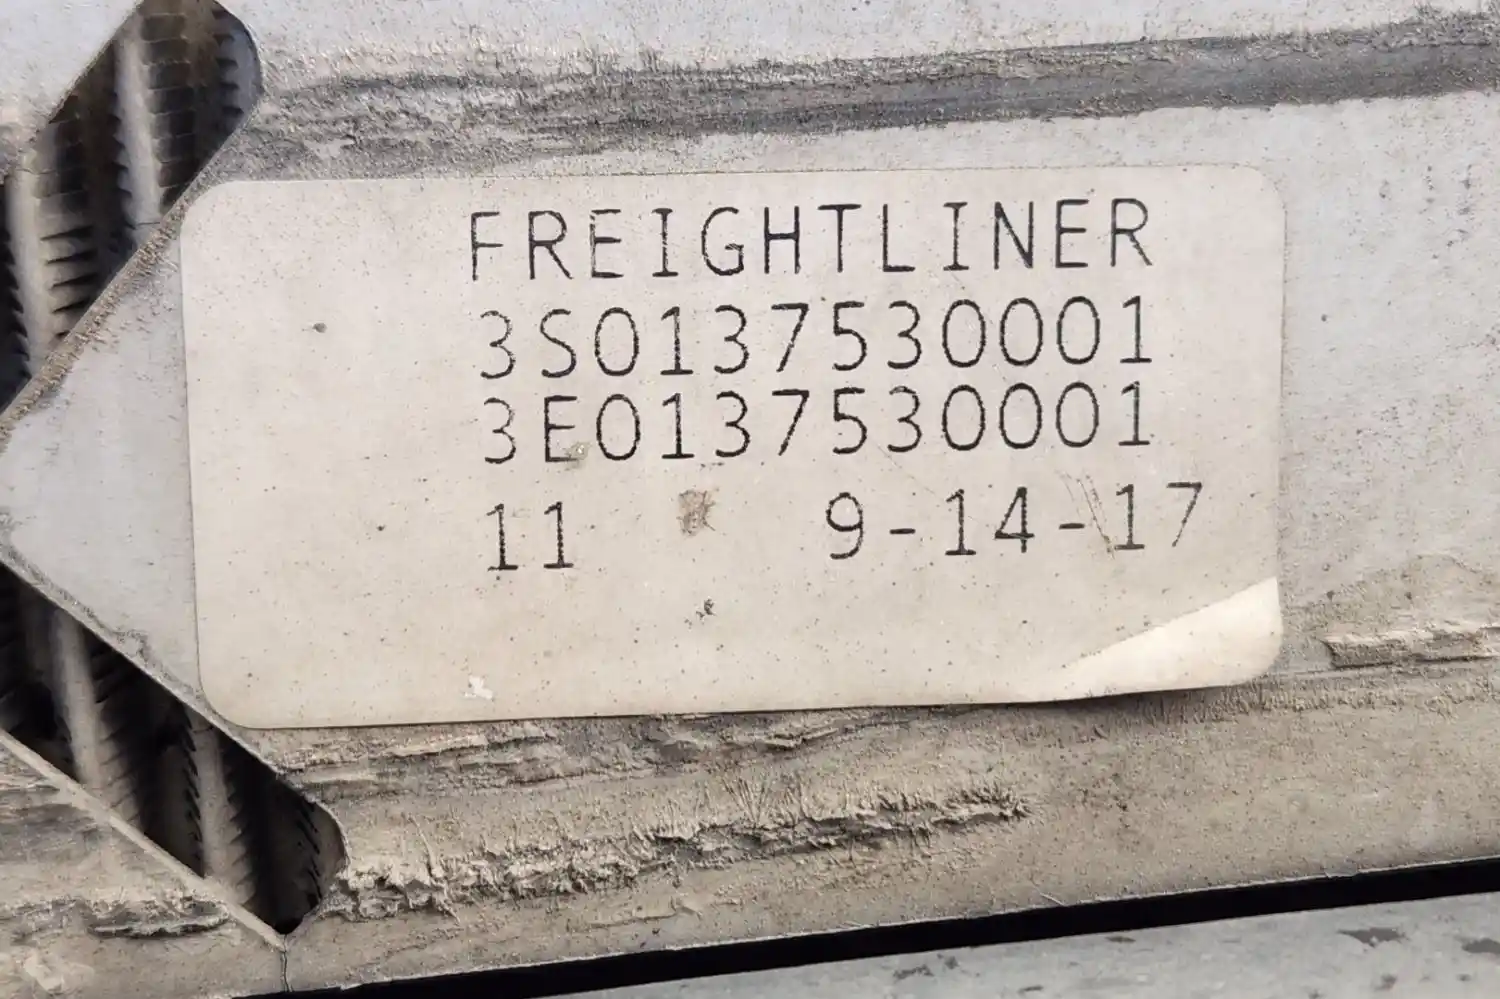 FREIGHTLINER
3S0137530001
3E0137530001
11 9-14-17